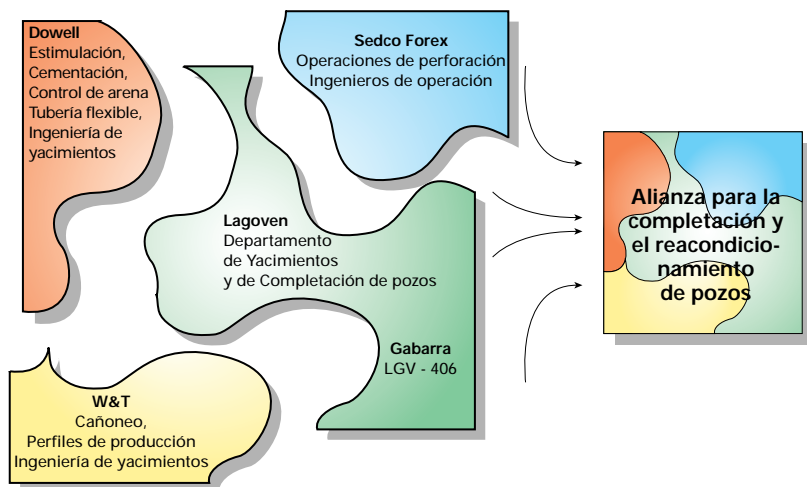 Dowell
Estimulación,
Cementación,
Control de arena
Tubería flexible,
Ingeniería de
yacimientos
Sedco Forex
Operaciones de perforación
Ingenieros de operación
Lagoven
Departamento
de Yacimientos
y de Completación de pozos
Gabarra
LGV - 406
W&T
Cañoneo,
Perfiles de producción
Ingeniería de yacimientos
Alianza para la
completación y
el reacondicio-
namiento
de pozos